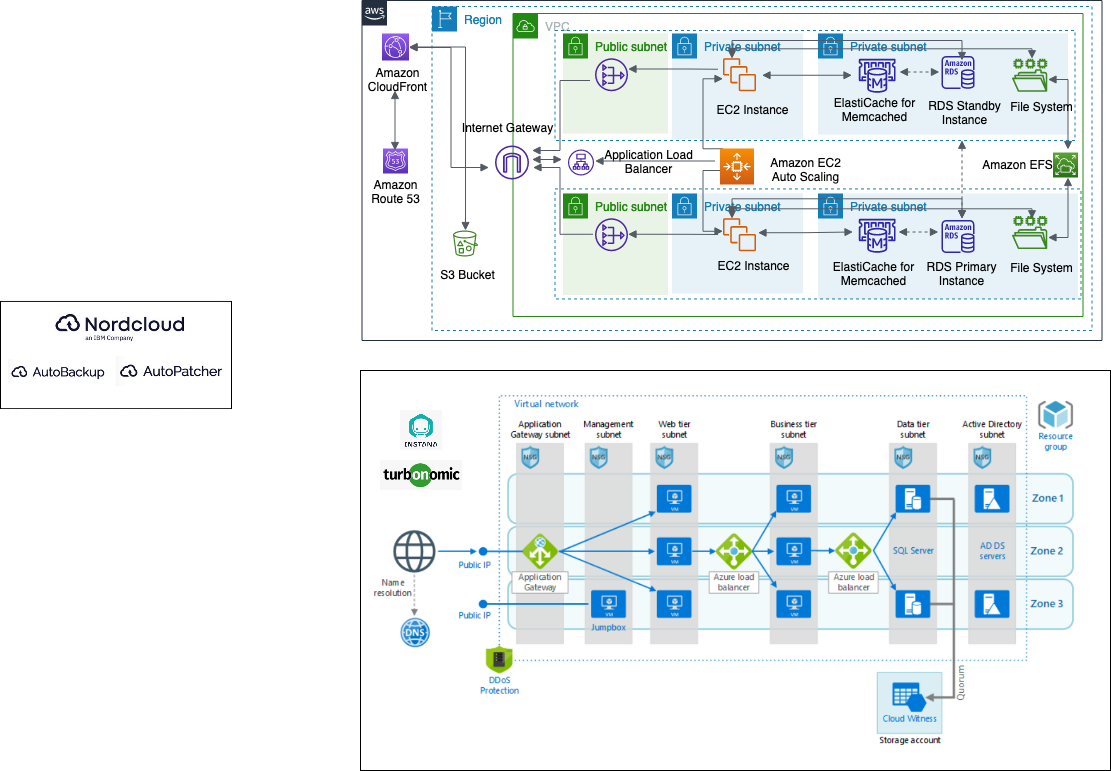 aws
Region
VPC
Amazon
CloudFront
Amazon
Route 53
S3 Bucket
Internet Gateway
Public subnet
Private subnet
Private subnet
EC2 Instance
ElastiCache for
Memcached
Amazon
RDS
RDS Standby
Instance
File System
53
Application Load
Balancer
Amazon EC2
Auto Scaling
Amazon EFS
Public subnet
Private subnet
Private subnet
EC2 Instance
ElastiCache for
Memcached
Amazon
RDS
RDS Primary
Instance
File System
M
M
Nordcloud
an IBM Company
AutoBackup
AutoPatcher
INSTANA
turbonomic
Virtual network
Application
Gateway subnet
Management
subnet
Web tier
subnet
Business tier
subnet
Data tier
subnet
Active Directory
subnet
Resource
group
NSG
NSG
NSG
NSG
NSG
NSG
VM
VM
Zone 1
Public IP
Application
Gateway
VM
Azure load
balancer
VM
Azure load
balancer
SQL Server
AD DS
servers
Zone 2
Name
resolution
DNS
Public IP
VM
Jumpbox
VM
VM
Zone 3
DDoS
Protection
Quorum
Cloud Witness
Storage account